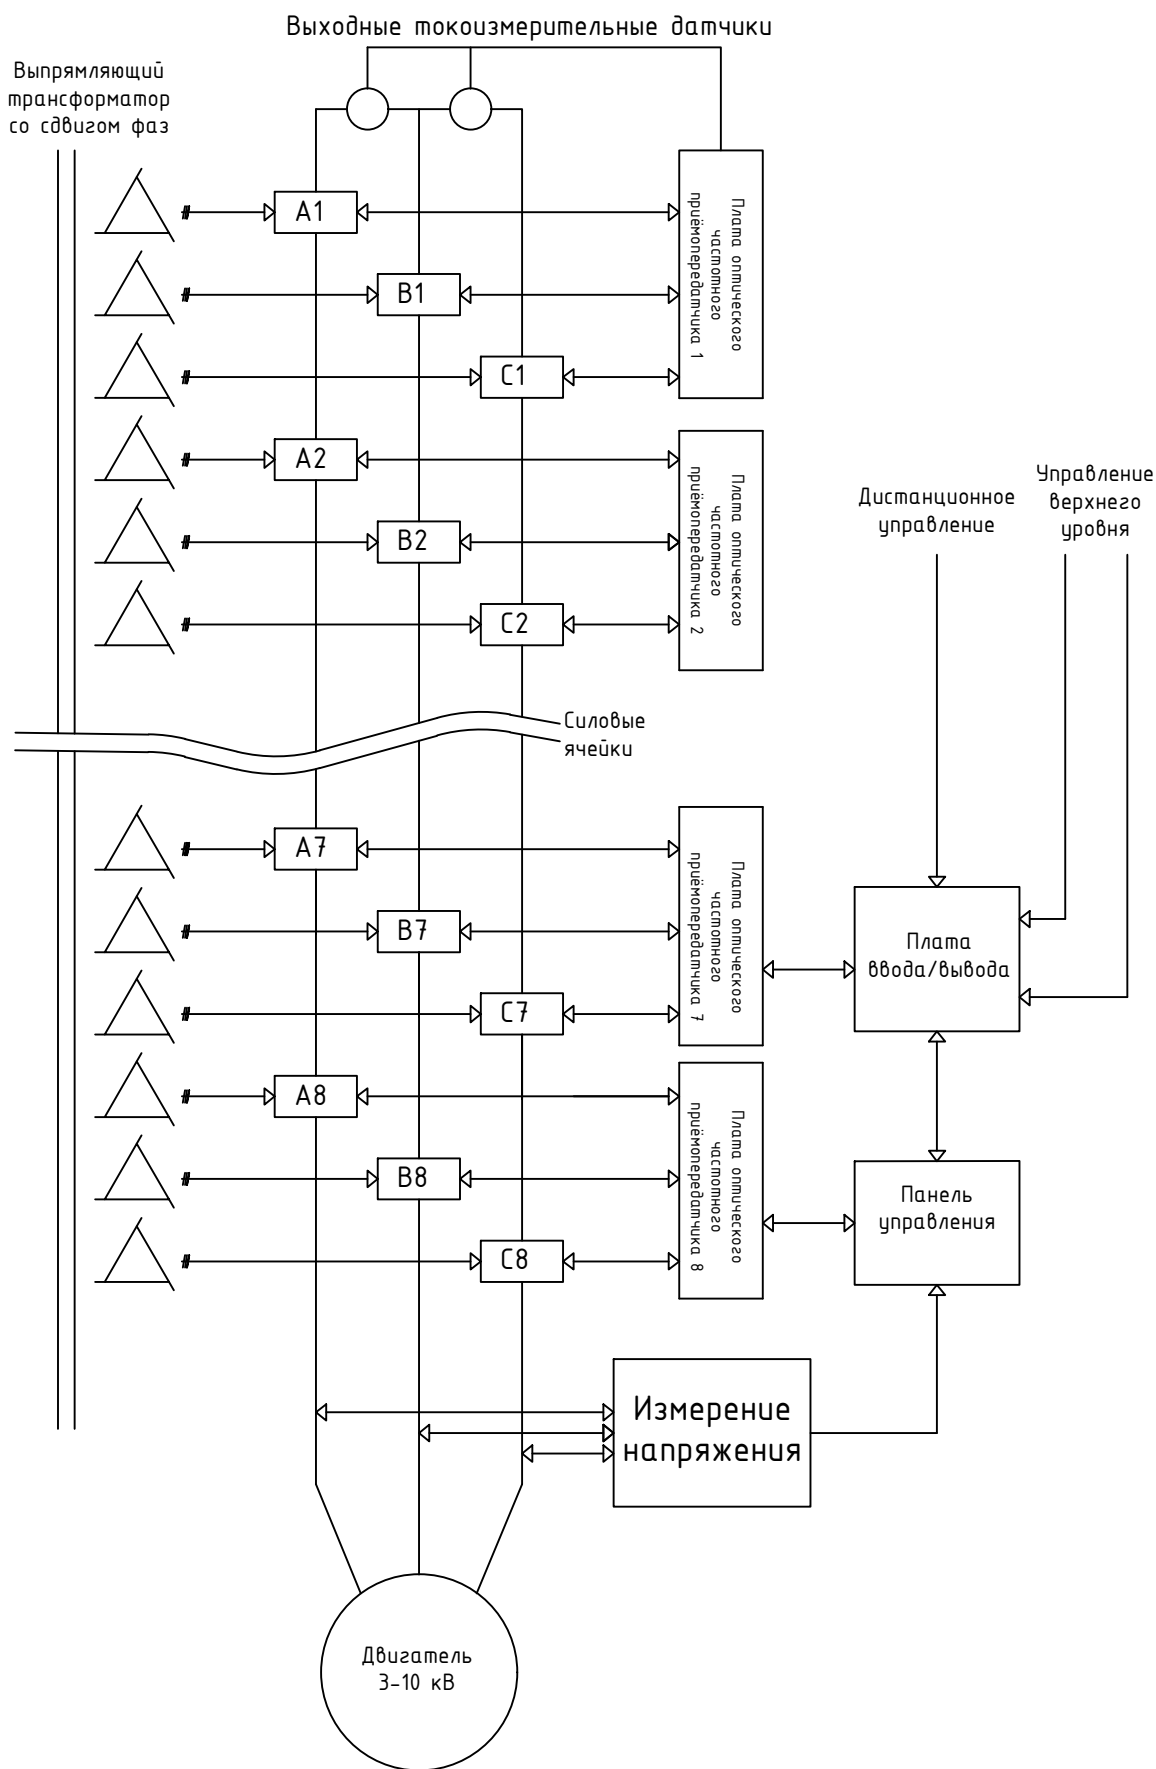 Выходные токоизмерительные датчики
Выпрямляющий
трансформатор
со сдвигом фаз
A1
B1
C1
Плата оптического
частотного
приёмопередатчика 1
A2
B2
C2
Плата оптического
частотного
приёмопередатчика 2
Дистанционное
управление
Управление
верхнего
уровня
Силовые
ячейки
A7
B7
C7
Плата оптического
частотного
приёмопередатчика 7
Плата
ввода/вывода
A8
B8
C8
Плата оптического
частотного
приёмопередатчика 8
Панель
управления
Измерение
напряжения
Двигатель
3-10 кВ